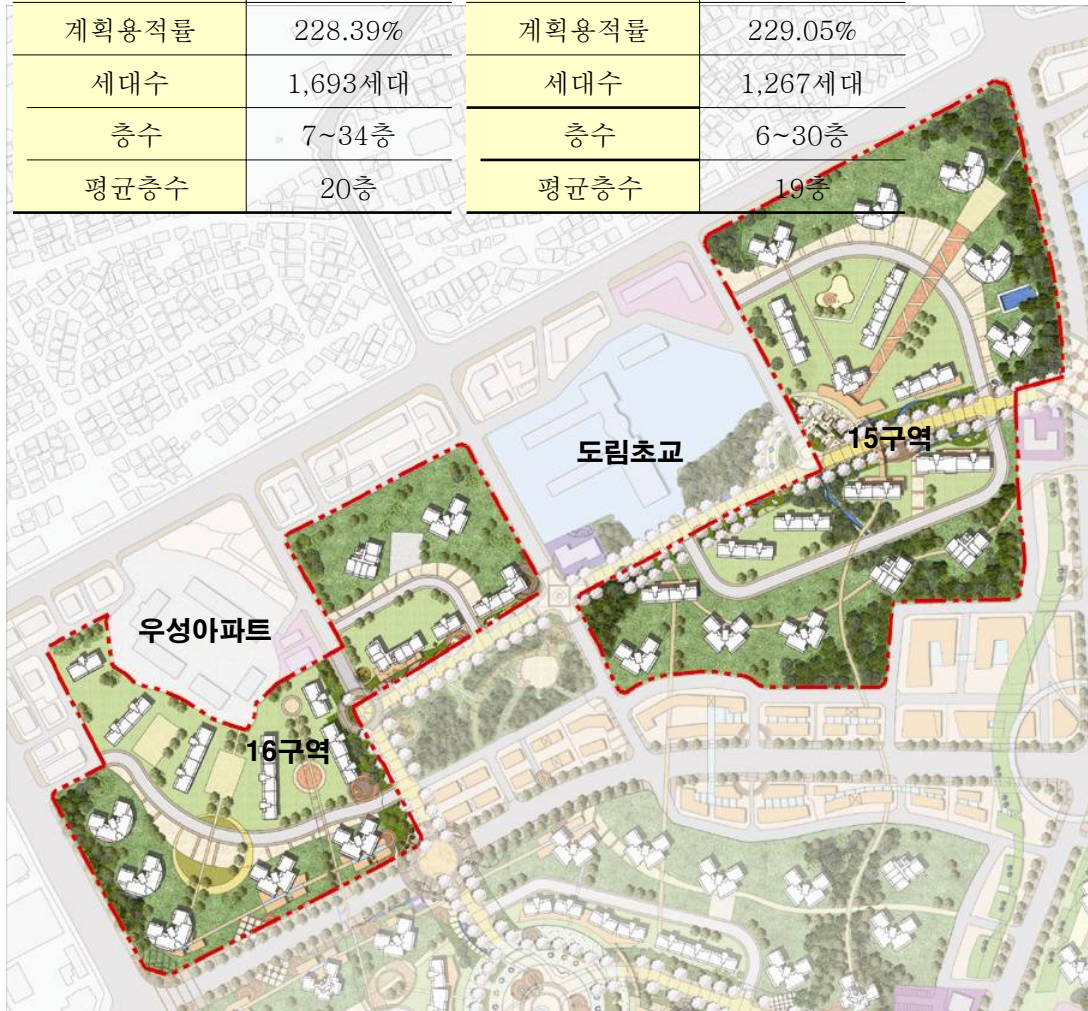 계획용적률 228.39% 계획용적률 229.05%
세대수 1,693세대 세대수 1,267세대
층수 7~34층 층수 6~30층
평균층수 20층 평균층수 19층
15구역
도림초교
우성아파트
16구역